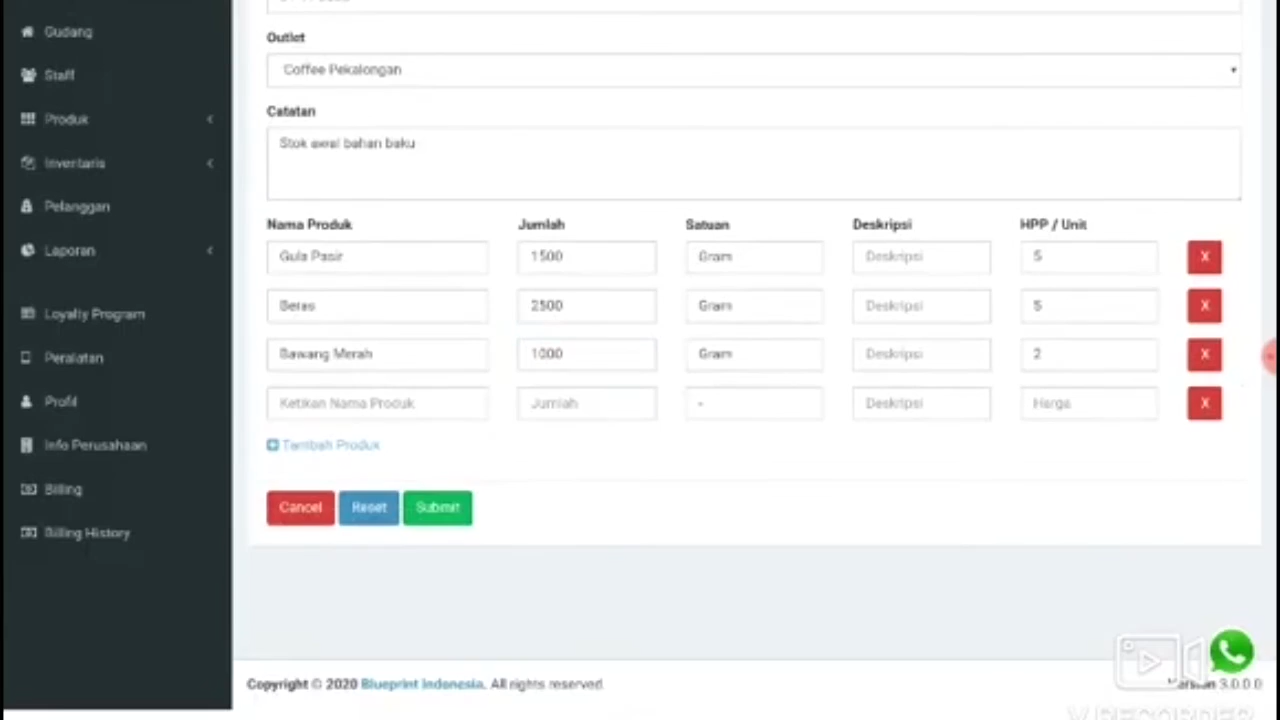 Gudang
Staff
Produk
Inventaris
Pelanggan
Laporan
Loyalty Program
Peralatan
Profil
Info Perusahaan
Billing
Billing History
Outlet
Coffee Pekalongan
Catatan
Stok awal bahan baku
Nama Produk Jumlah Satuan Deskripsi HPP / Unit
Gula Pasir 1500 Gram Deskripsi 5 X
Beras 2500 Gram Deskripsi 5 X
Bawang Merah 1000 Gram Deskripsi 2 X
Ketikan Nama Produk Jumlah - Deskripsi Harga X
Tambah Produk
Cancel Reset Submit
Copyright © 2020 Blueprint Indonesia. All rights reserved.
Version 3.0.0.0